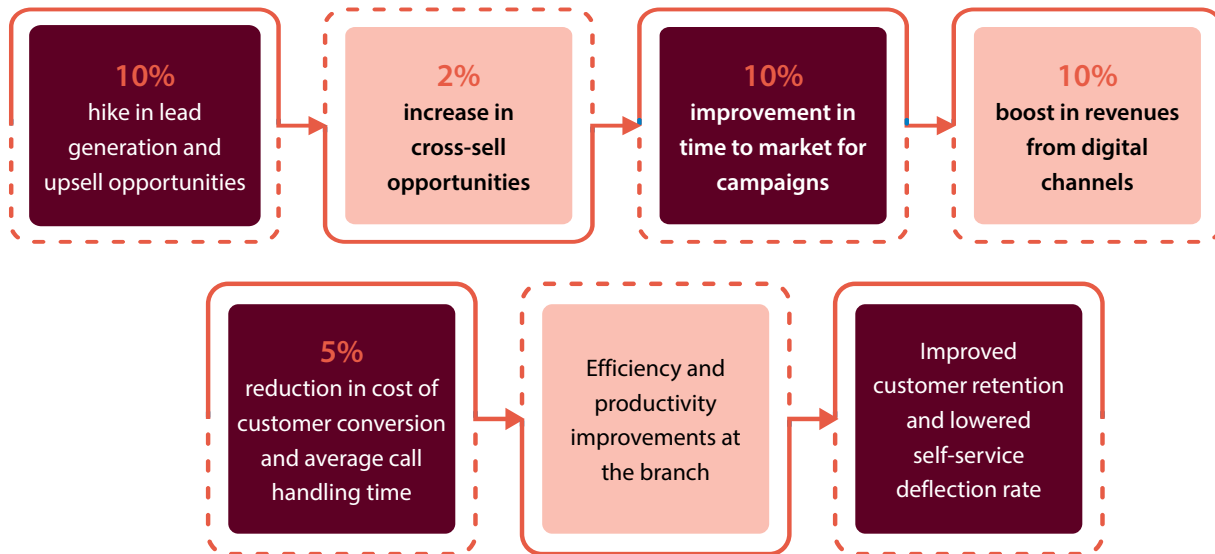 10%
hike in lead
generation and
upsell opportunities
2%
increase in
cross-sell
opportunities
10%
improvement in
time to market for
campaigns
10%
boost in revenues
from digital
channels
5%
reduction in cost of
customer conversion
and average call
handling time
Efficiency and
productivity
improvements at
the branch
Improved
customer retention
and lowered
self-service
deflection rate